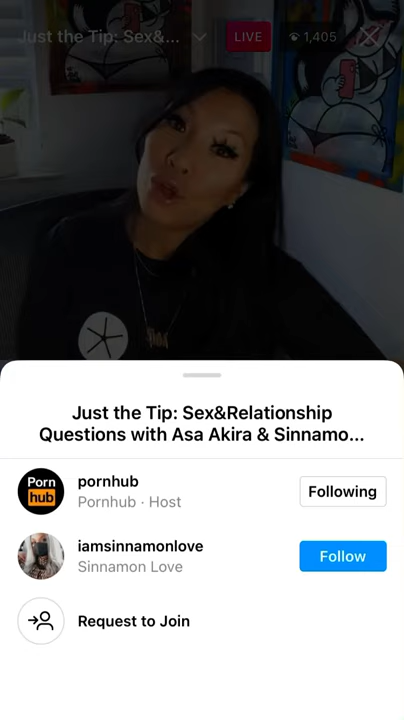 Just the Tip: Sex&...
LIVE
1,405
Just the Tip: Sex&Relationship
Questions with Asa Akira & Sinnamo...
Porn
hub
pornhub
Pornhub · Host
Following
iamsinnamonlove
Sinnamon Love
Follow
Request to Join